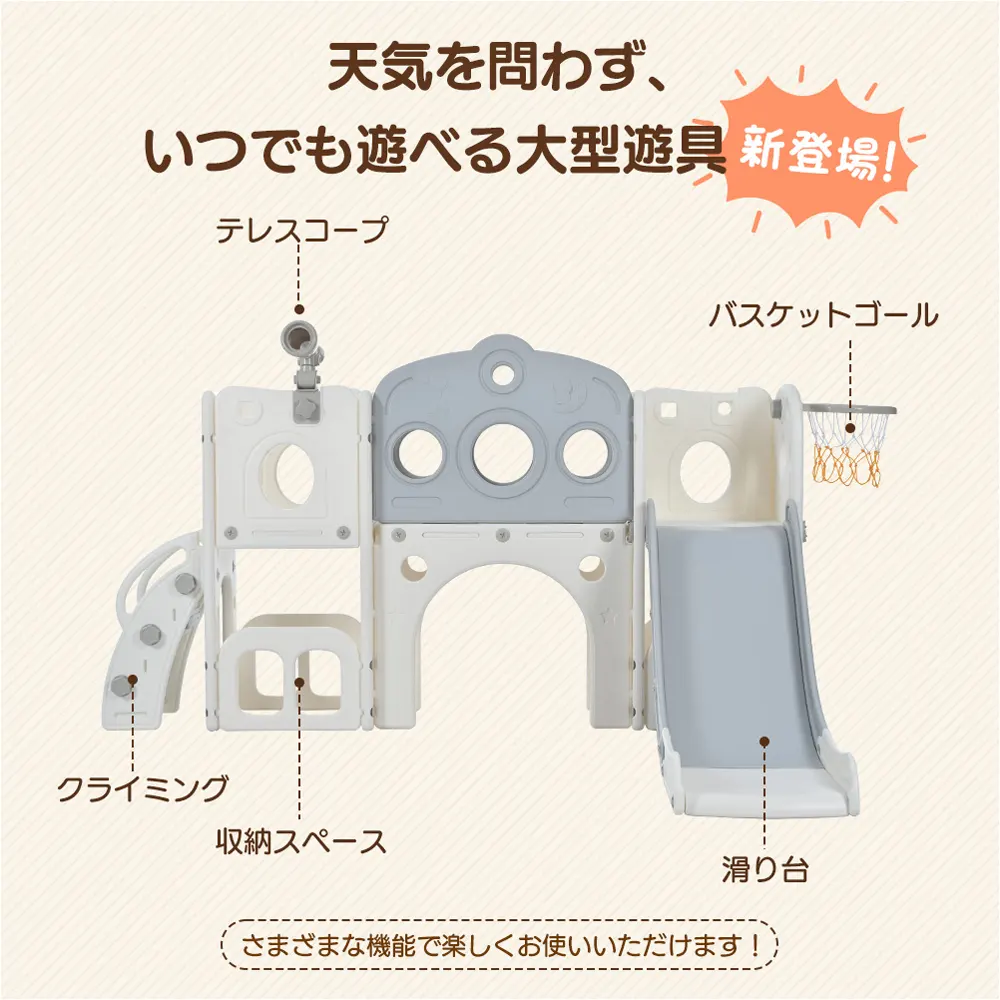 天気を問わず、
いつでも遊べる大型遊具
新登場!
テレスコープ
バスケットゴール
クライミング
収納スペース
滑り台
さまざまな機能で楽しくお使いいただけます!